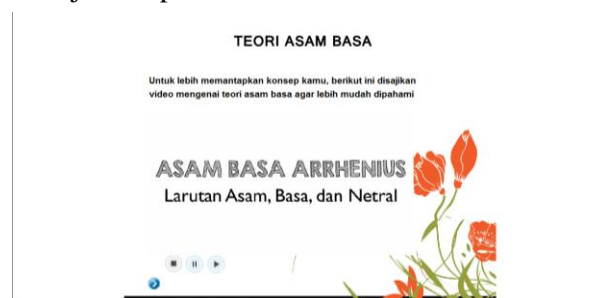 TEORI ASAM BASA
Untuk lebih memantapkan konsep kamu, berikut ini disajikan
video mengenai teori asam basa agar lebih mudah dipahami
ASAM BASA ARRHENIUS
Larutan Asam, Basa, dan Netral